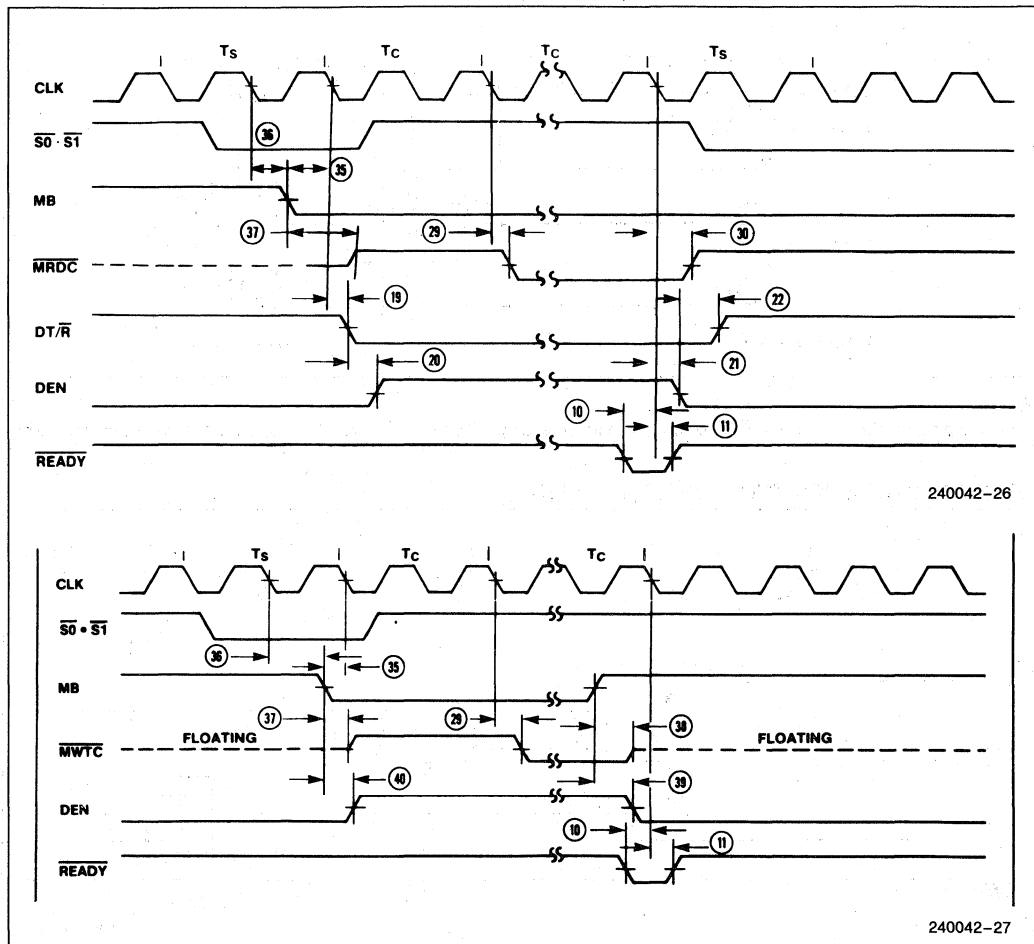 TS TC TC TS
CLK
S0 · S1
36
35
MB
37 29 30
MRDC
19 22
DT/R
20 21
DEN
10
11
READY
240042-26
TS TC TC
CLK
S0 • S1
36 35
MB
37 29 38
FLOATING FLOATING
MWTC
40 39
DEN
10 11
READY
240042-27